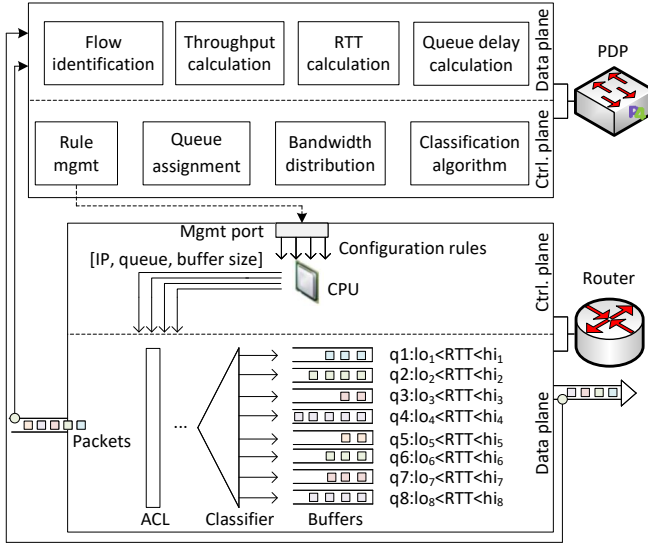 Flow
identification
Throughput
calculation
RTT
calculation
Queue delay
calculation
Data plane
PDP
P4
Rule
mgmt
Queue
assignment
Bandwidth
distribution
Classification
algorithm
Ctrl. plane
Mgmt port
Configuration rules
[IP, queue, buffer size]
CPU
Ctrl. plane
Router
Packets
...
q1:lo₁<RTT<hi₁
q2:lo₂<RTT<hi₂
q3:lo₃<RTT<hi₃
q4:lo₄<RTT<hi₄
q5:lo₅<RTT<hi₅
q6:lo₆<RTT<hi₆
q7:lo₇<RTT<hi₇
q8:lo₈<RTT<hi₈
Data plane
ACL
Classifier
Buffers